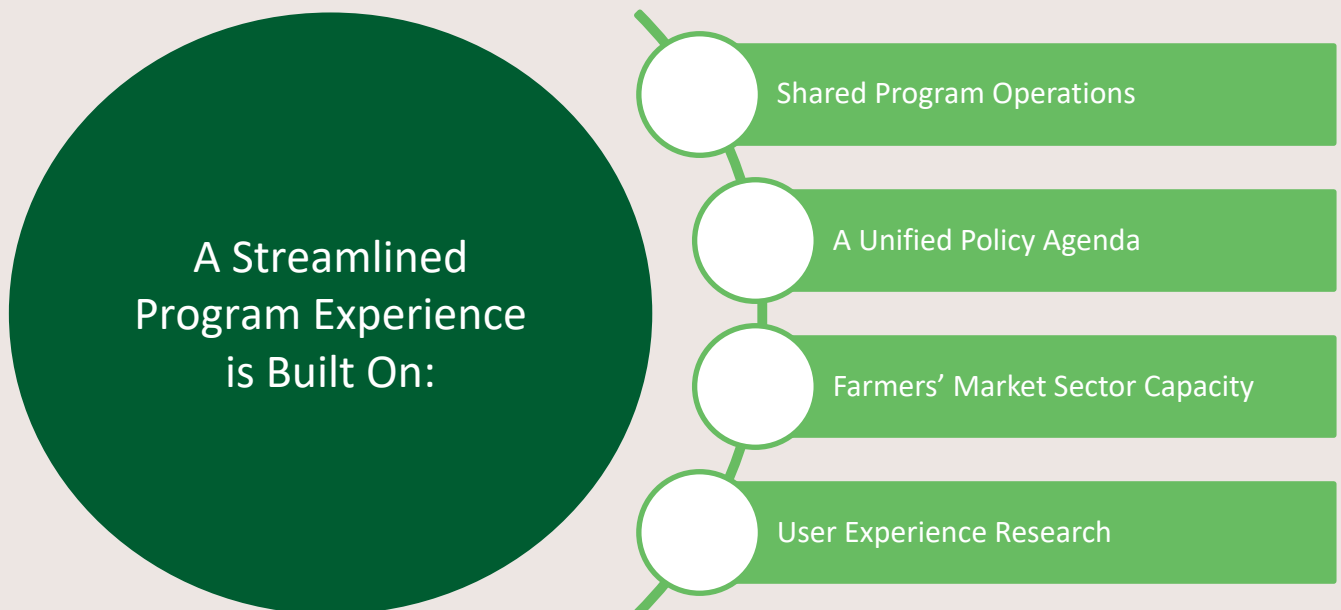 A Streamlined
Program Experience
is Built On:
Shared Program Operations
A Unified Policy Agenda
Farmers’ Market Sector Capacity
User Experience Research